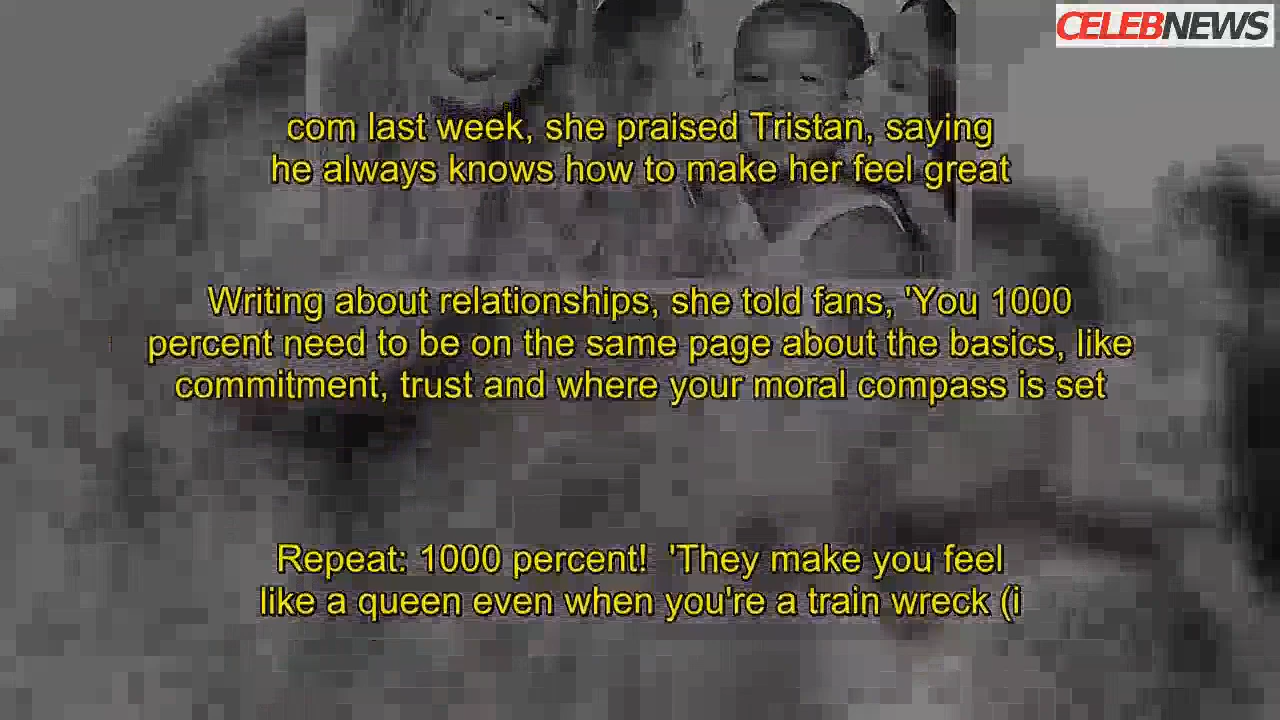 CELEBNEWS
com last week, she praised Tristan, saying
he always knows how to make her feel great
Writing about relationships, she told fans, 'You 1000
percent need to be on the same page about the basics, like
commitment, trust and where your moral compass is set
Repeat: 1000 percent!  'They make you feel
like a queen even when you're a train wreck (i